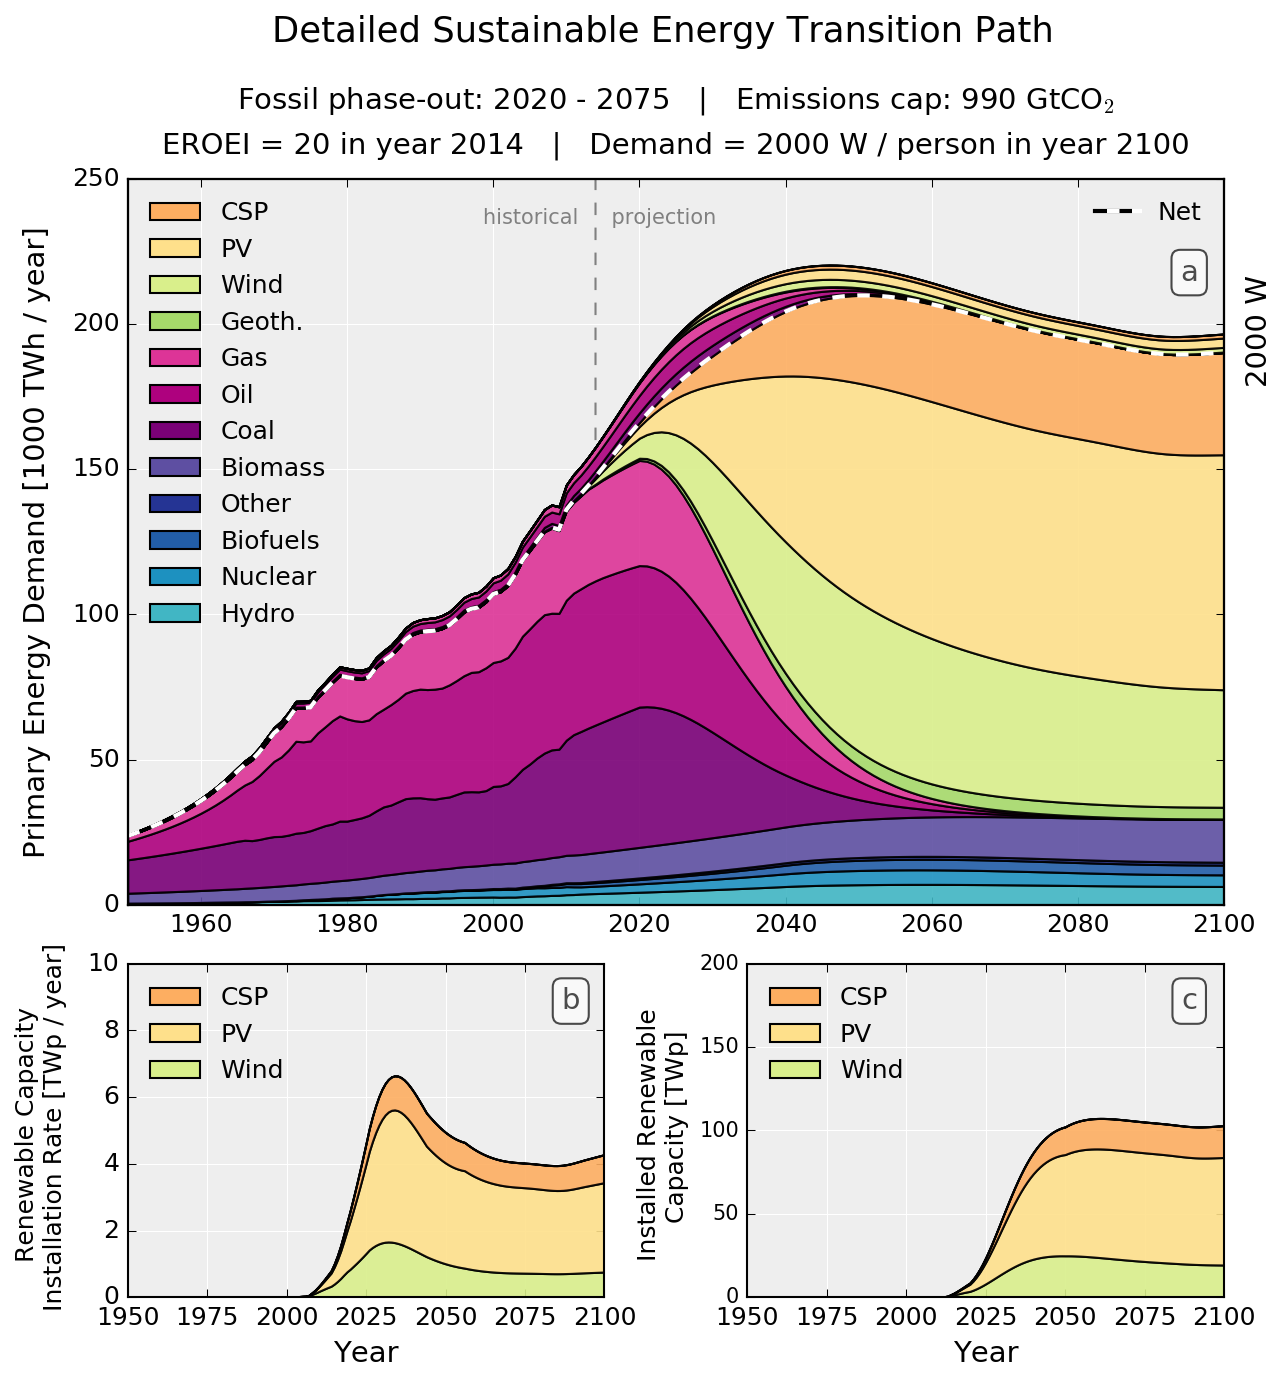 Detailed Sustainable Energy Transition Path
Fossil phase-out: 2020 - 2075 | Emissions cap: 990 GtCO₂
EROEI = 20 in year 2014 | Demand = 2000 W / person in year 2100
Primary Energy Demand [1000 TWh / year]
250
200
150
100
50
0
CSP
PV
Wind
Geoth.
Gas
Oil
Coal
Biomass
Other
Biofuels
Nuclear
Hydro
historical
projection
Net
a
2000 W
1960 1980 2000 2020 2040 2060 2080 2100
Renewable Capacity
Installation Rate [TWp / year]
10
8
6
4
2
0
CSP
PV
Wind
b
1950 1975 2000 2025 2050 2075 2100
Year
Installed Renewable
Capacity [TWp]
200
150
100
50
0
CSP
PV
Wind
c
1950 1975 2000 2025 2050 2075 2100
Year